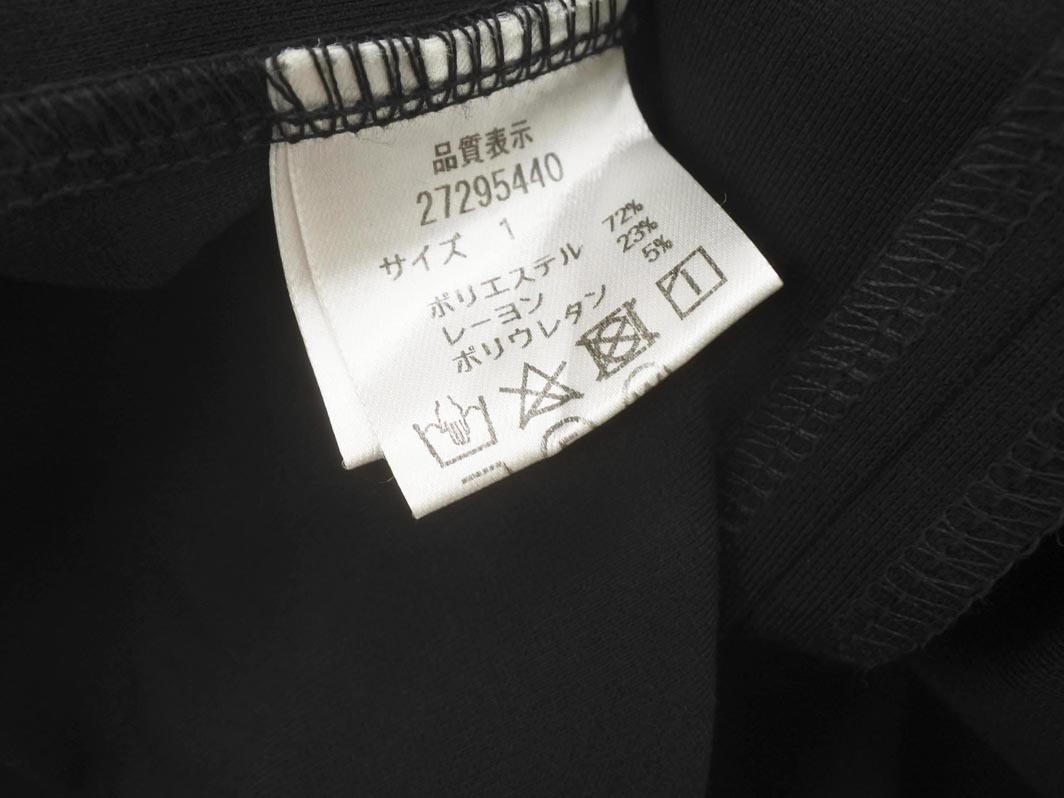 品質表示
27295440
サイズ 1
ポリエステル 72%
レーヨン 23%
ポリウレタン 5%